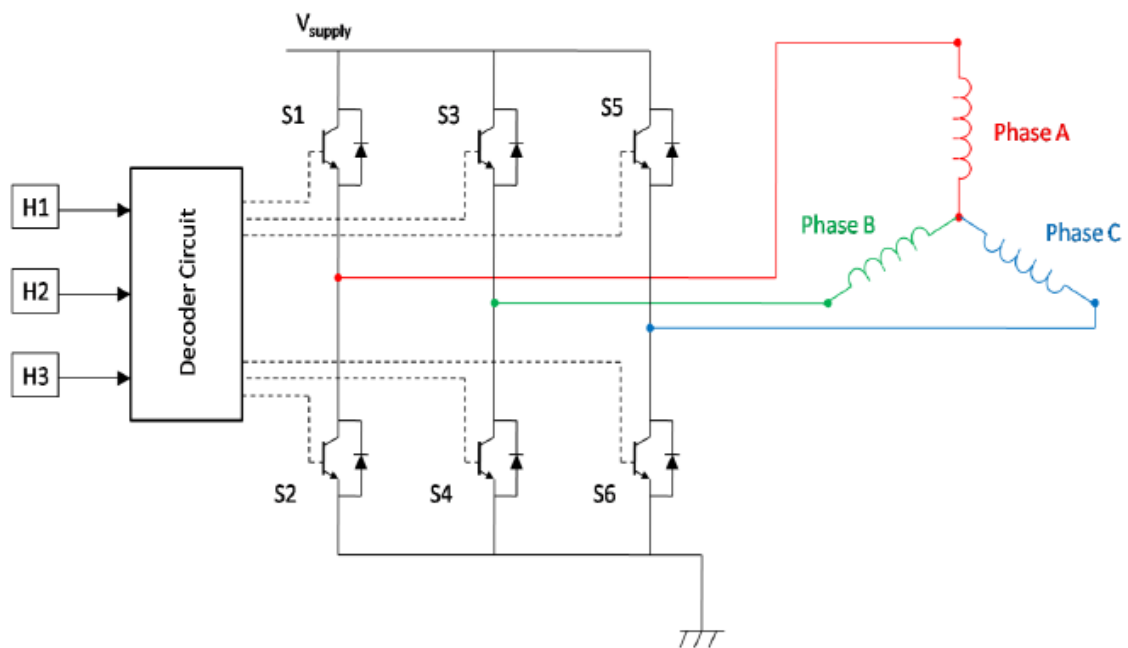 Vsupply
S1
S3
S5
Phase A
H1
H2
H3
Decoder Circuit
Phase B
Phase C
S2
S4
S6